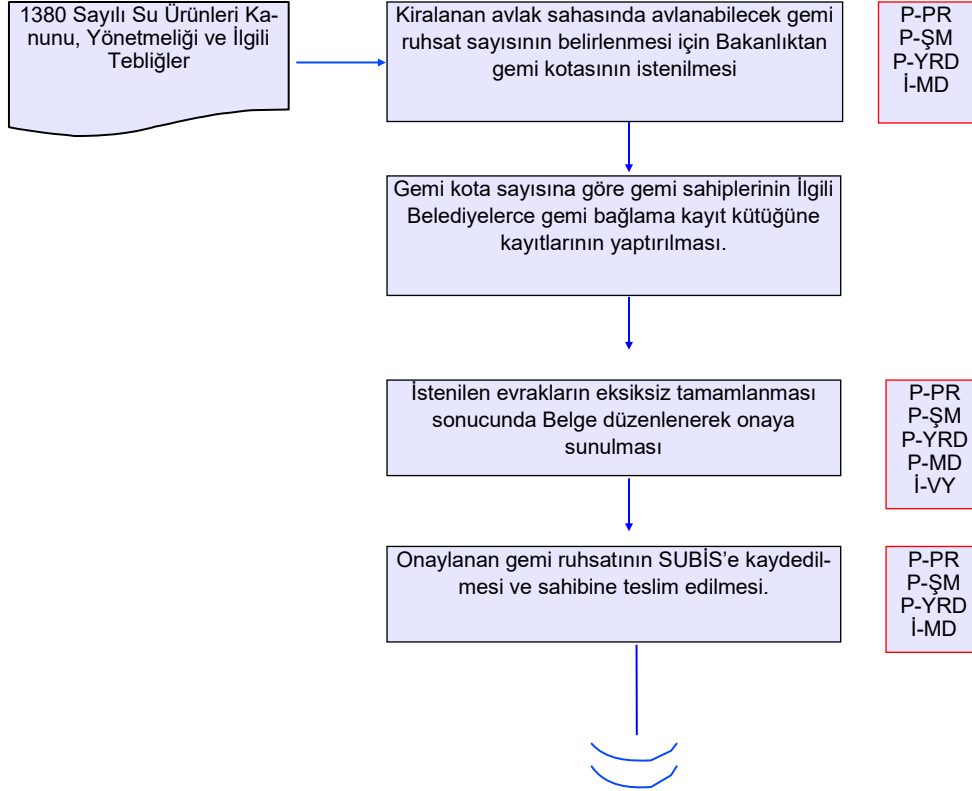 1380 Sayılı Su Ürünleri Ka-
nunu, Yönetmeliği ve İlgili
Tebliğler
Kiralanan avlak sahasında avlanabilecek gemi
ruhsat sayısının belirlenmesi için Bakanlıktan
gemi kotasının istenilmesi
P-PR
P-ŞM
P-YRD
İ-MD
Gemi kota sayısına göre gemi sahiplerinin İlgili
Belediyelerce gemi bağlama kayıt kütüğüne
kayıtlarının yaptırılması.
İstenilen evrakların eksiksiz tamamlanması
sonucunda Belge düzenlenerek onaya
sunulması
P-PR
P-ŞM
P-YRD
P-MD
İ-VY
Onaylanan gemi ruhsatının SUBİS’e kaydedil-
mesi ve sahibine teslim edilmesi.
P-PR
P-ŞM
P-YRD
İ-MD